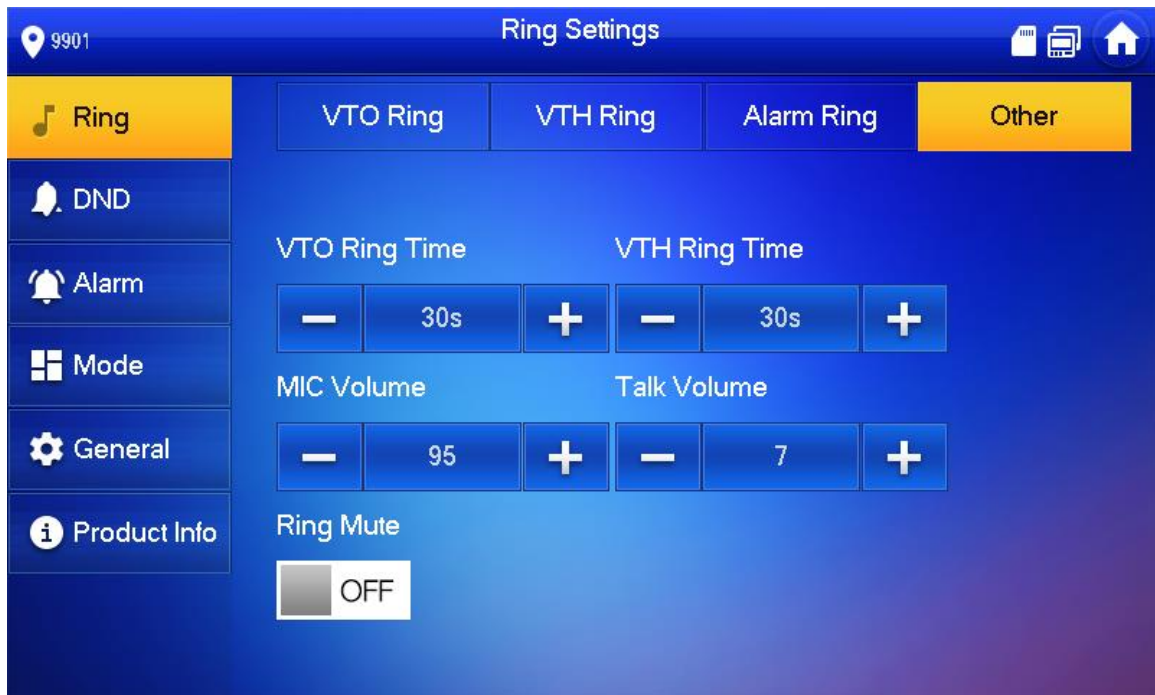 9901
Ring Settings
Ring
VTO Ring
VTH Ring
Alarm Ring
Other
DND
Alarm
Mode
General
Product Info
VTO Ring Time
VTH Ring Time
30s
30s
MIC Volume
Talk Volume
95
7
Ring Mute
OFF